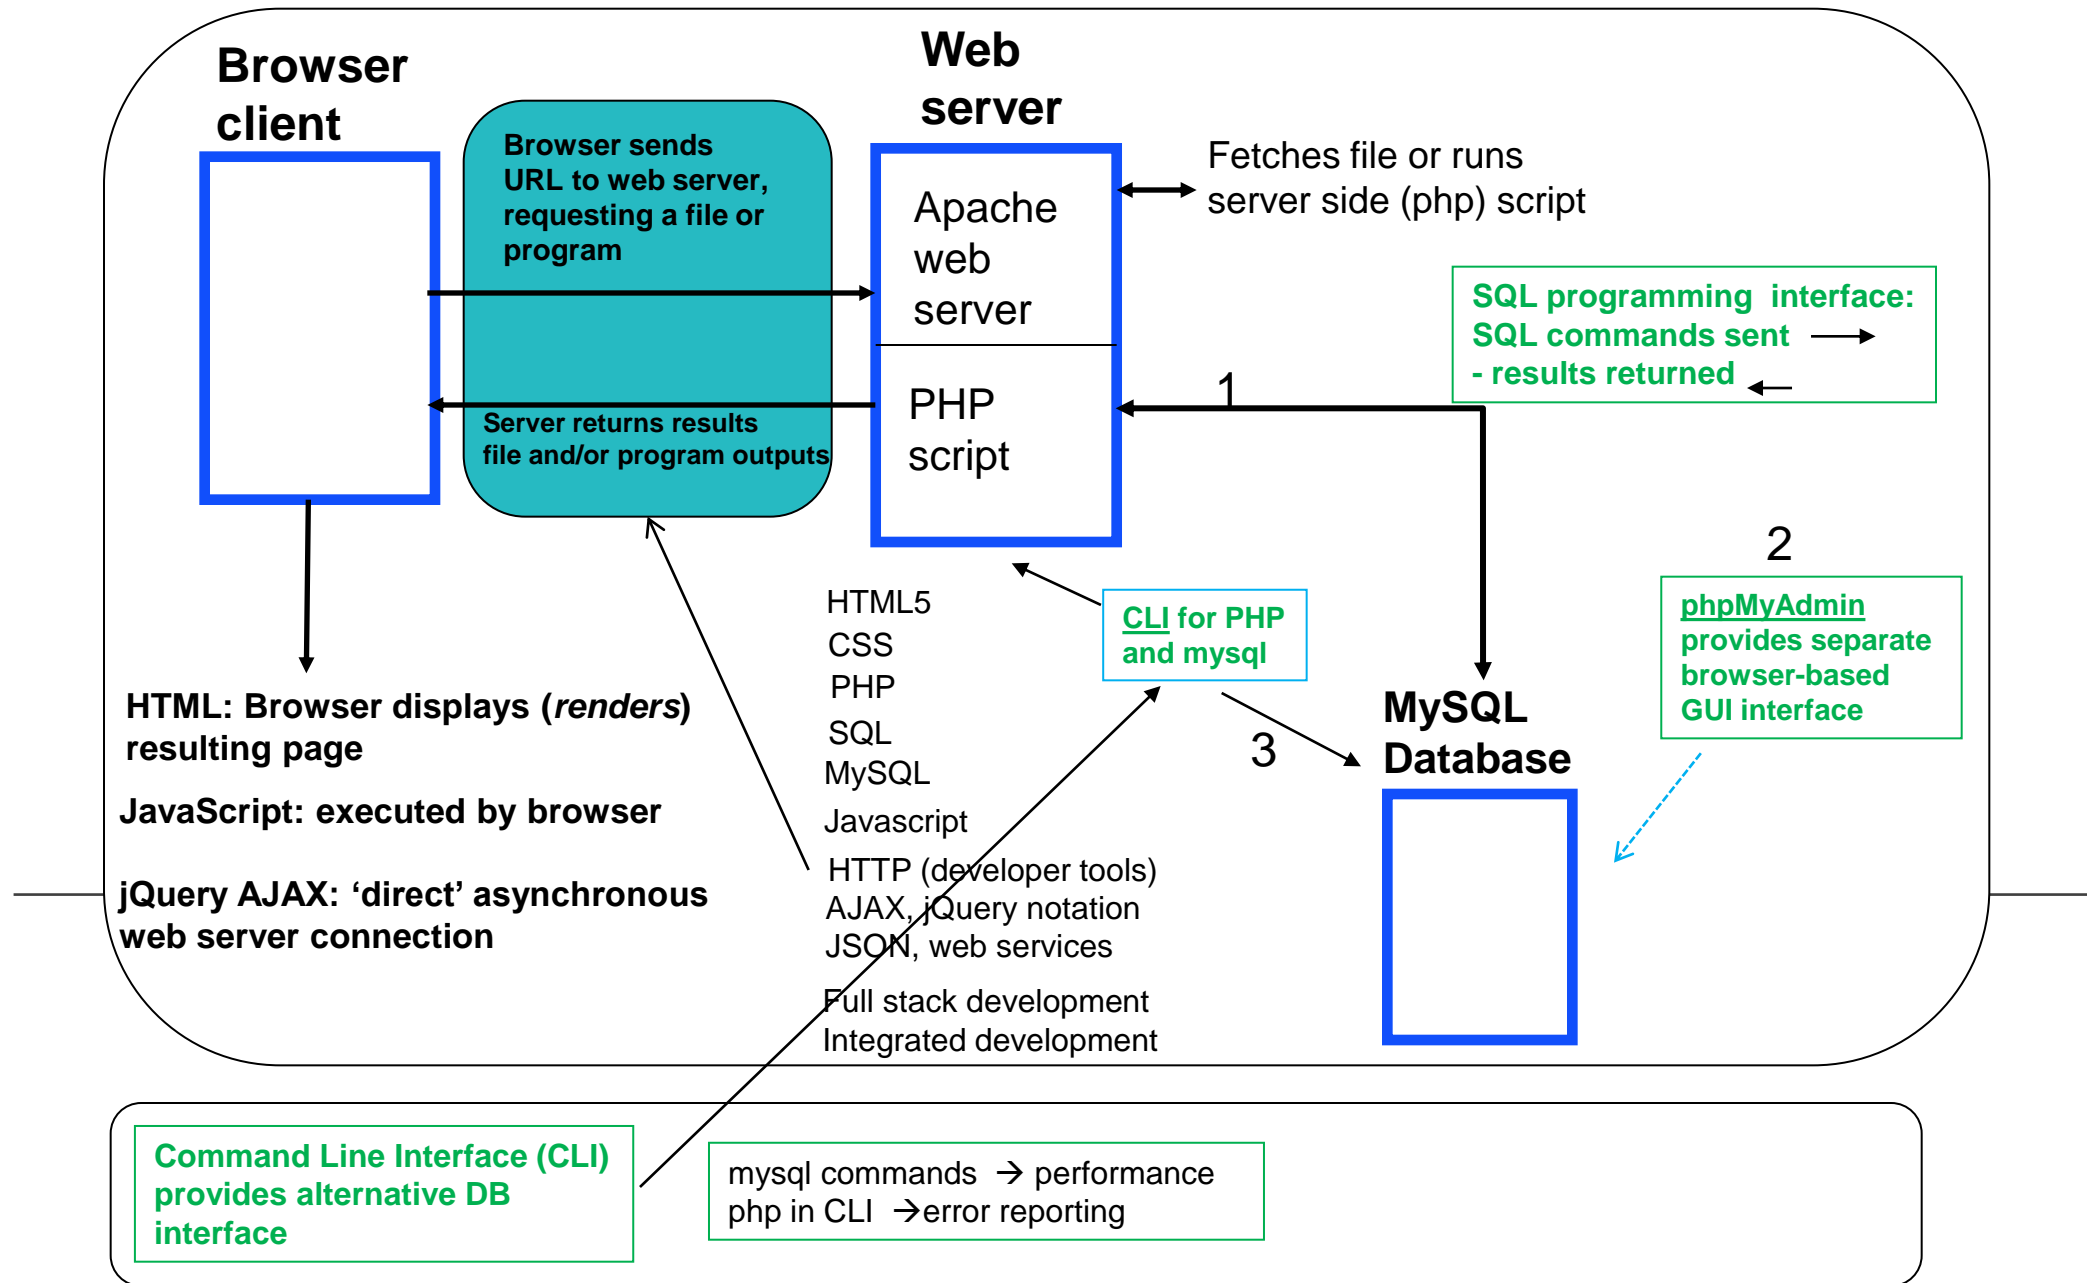 Browser
client
Web
server
Browser sends
URL to web server,
requesting a file or
program
Server returns results
file and/or program outputs
Apache
web
server
PHP
script
Fetches file or runs
server side (php) script
SQL programming interface:
SQL commands sent
- results returned
1
2
phpMyAdmin
provides separate
browser-based
GUI interface
CLI for PHP
and mysql
3
MySQL
Database
HTML5
CSS
PHP
SQL
MySQL
Javascript
HTTP (developer tools)
AJAX, jQuery notation
JSON, web services
Full stack development
Integrated development
HTML: Browser displays (renders)
resulting page
JavaScript: executed by browser
jQuery AJAX: ‘direct’ asynchronous
web server connection
Command Line Interface (CLI)
provides alternative DB
interface
mysql commands → performance
php in CLI →error reporting